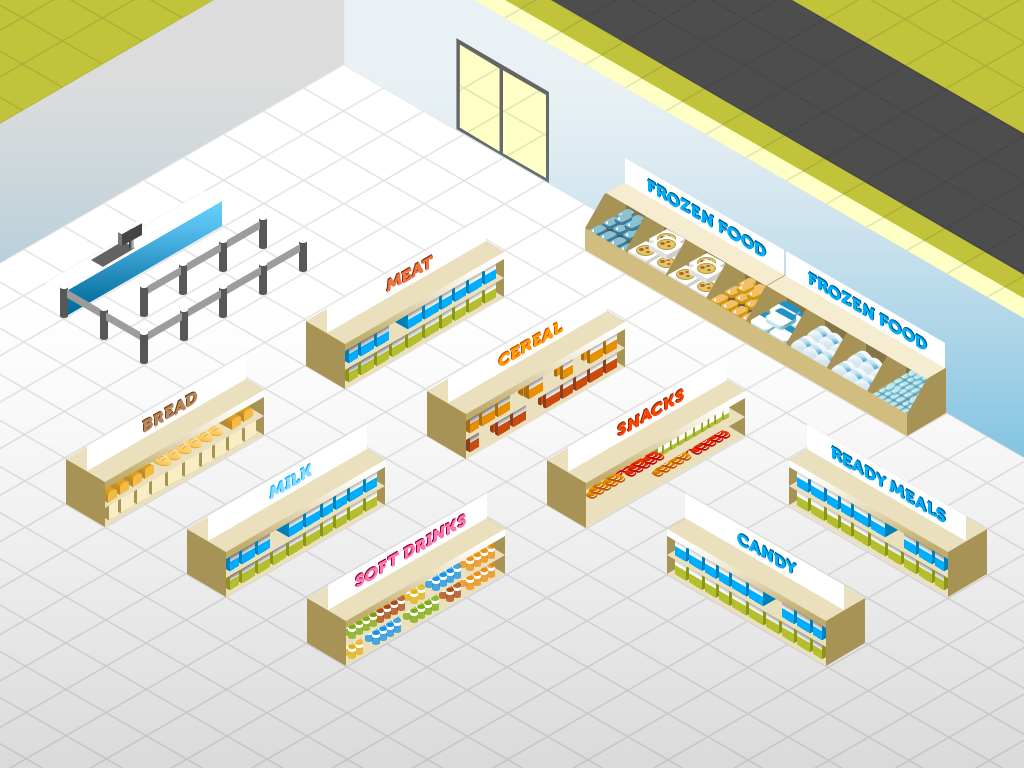 FROZEN FOOD
FROZEN FOOD
MEAT
CEREAL
SNACKS
BREAD
MILK
SOFT DRINKS
READY MEALS
CANDY